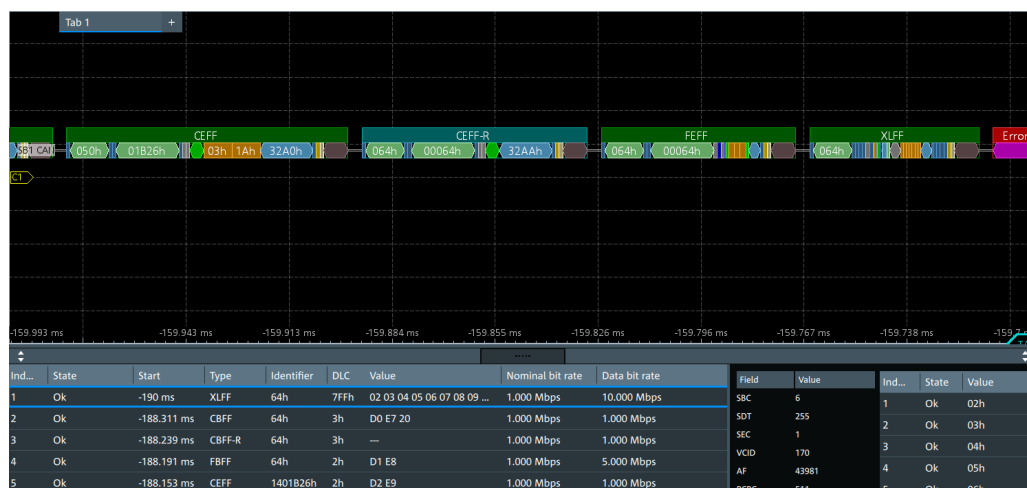 Tab 1 +
CEFF CEFF-R FEFF XLFF Error
SB1 CAN 050h 01B26h 03h 1Ah 32A0h 064h 00064h 32AAh 064h 00064h 064h
C1
-159.993 ms -159.943 ms -159.913 ms -159.884 ms -159.855 ms -159.826 ms -159.796 ms -159.767 ms -159.738 ms
Ind... State Start Type Identifier DLC Value Nominal bit rate Data bit rate
1 Ok -190 ms XLFF 64h 7FFh 02 03 04 05 06 07 08 09 ... 1.000 Mbps 10.000 Mbps
2 Ok -188.311 ms CBFF 64h 3h D0 E7 20 1.000 Mbps 1.000 Mbps
3 Ok -188.239 ms CBFF-R 64h 3h --- 1.000 Mbps 1.000 Mbps
4 Ok -188.191 ms FBFF 64h 2h D1 E8 1.000 Mbps 5.000 Mbps
5 Ok -188.153 ms CEFF 1401B26h 2h D2 E9 1.000 Mbps 1.000 Mbps
Field Value
SBC 6
SDT 255
SEC 1
VCID 170
AF 43981
Ind... State Value
1 Ok 02h
2 Ok 03h
3 Ok 04h
4 Ok 05h